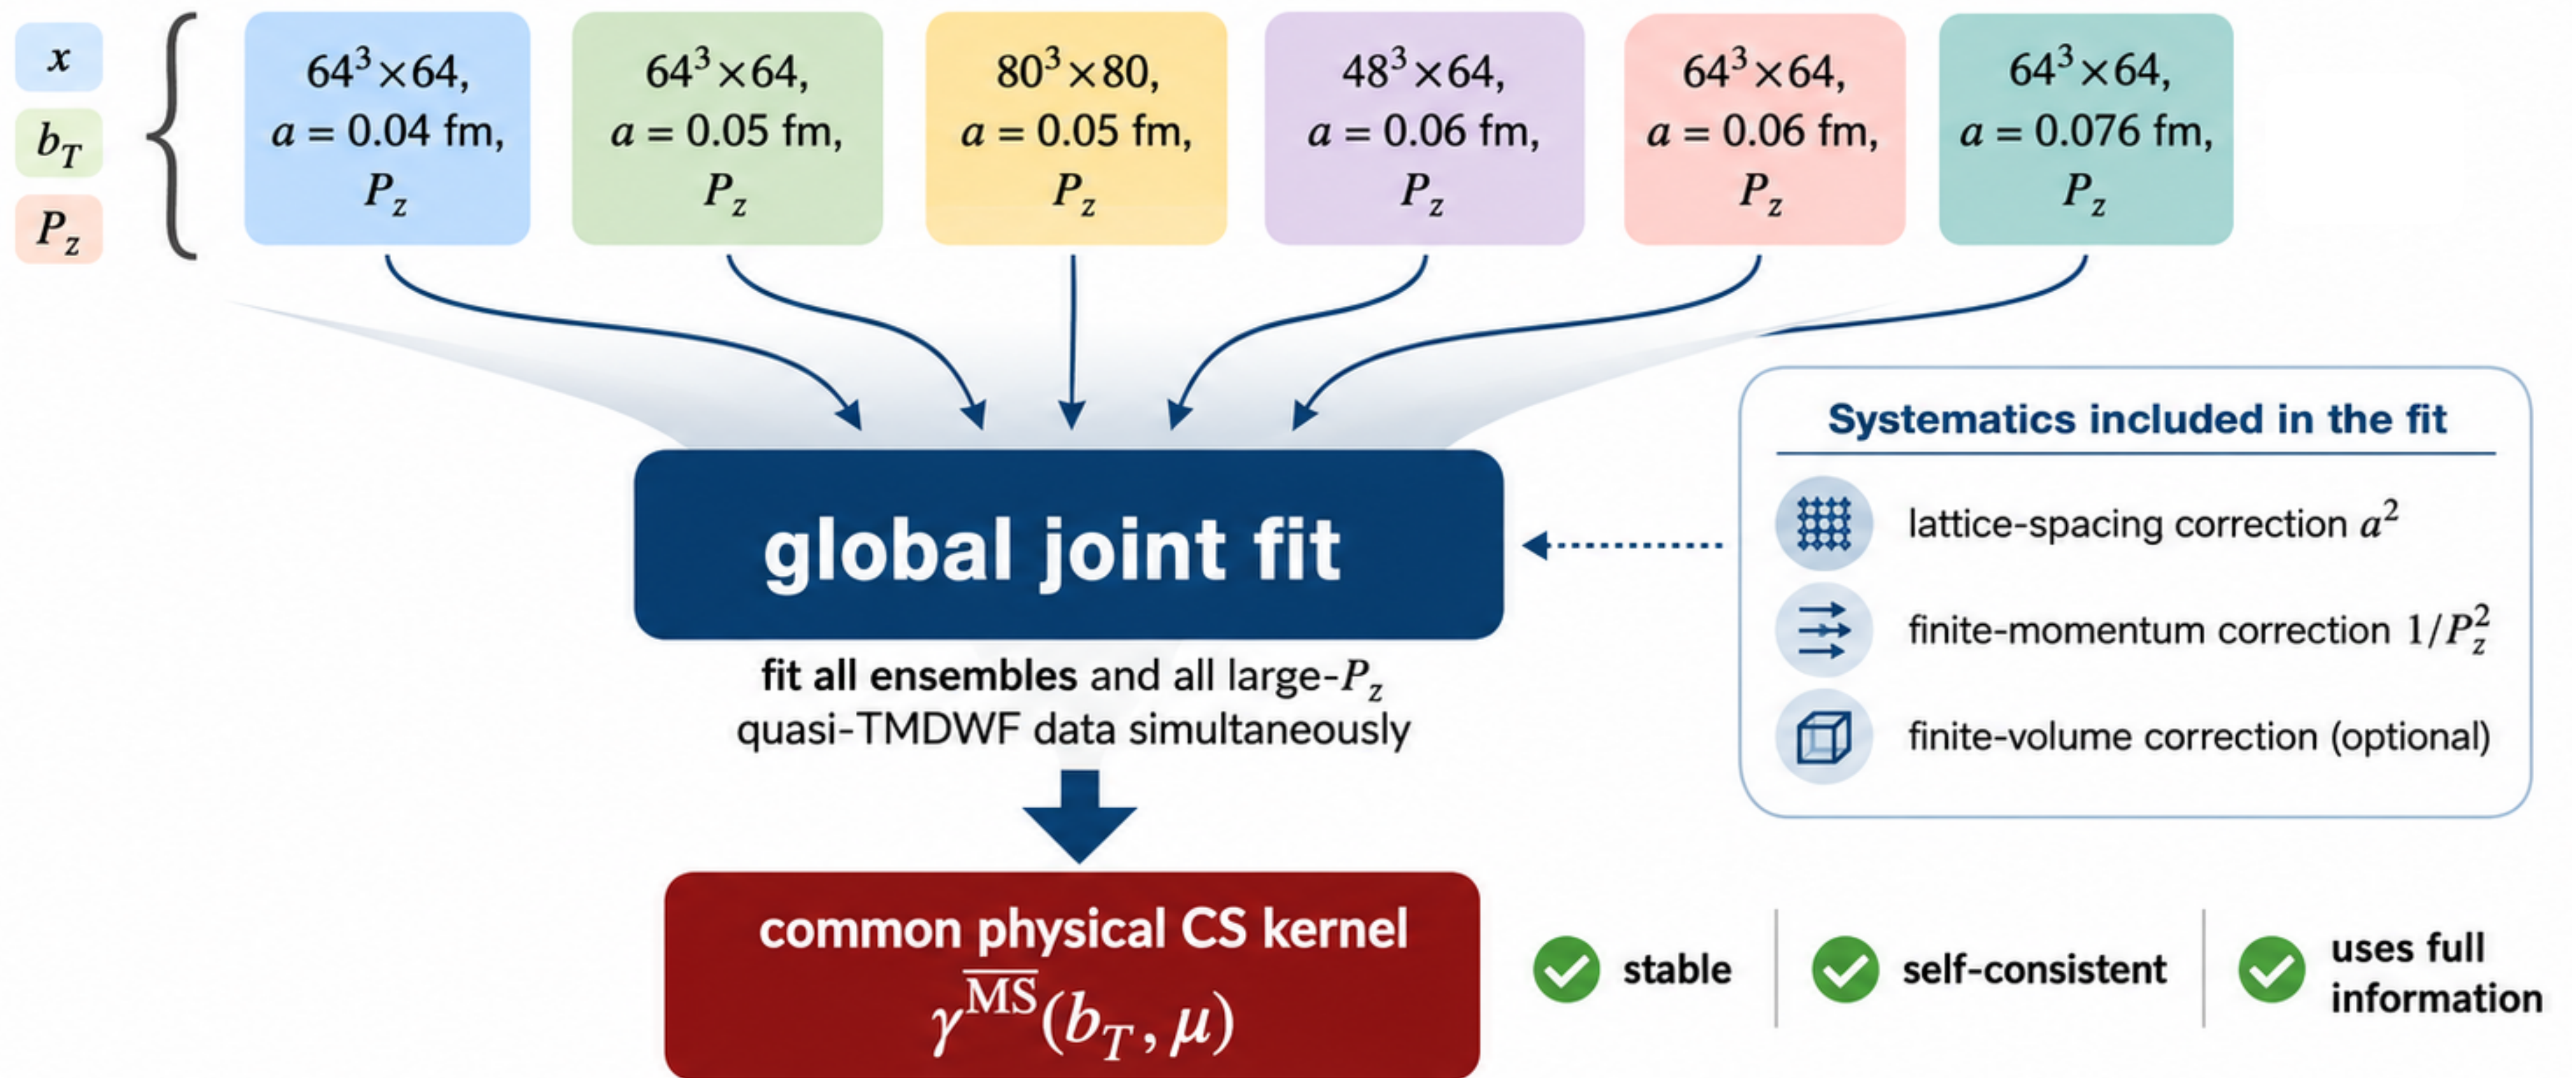 x
b_T
P_z
64³×64,
a = 0.04 fm,
P_z
64³×64,
a = 0.05 fm,
P_z
80³×80,
a = 0.05 fm,
P_z
48³×64,
a = 0.06 fm,
P_z
64³×64,
a = 0.06 fm,
P_z
64³×64,
a = 0.076 fm,
P_z
global joint fit
fit all ensembles and all large-P_z
quasi-TMDWF data simultaneously
Systematics included in the fit
lattice-spacing correction a²
finite-momentum correction 1/P_z²
finite-volume correction (optional)
common physical CS kernel
γ^{\overline{MS}}(b_T, μ)
stable
self-consistent
uses full
information